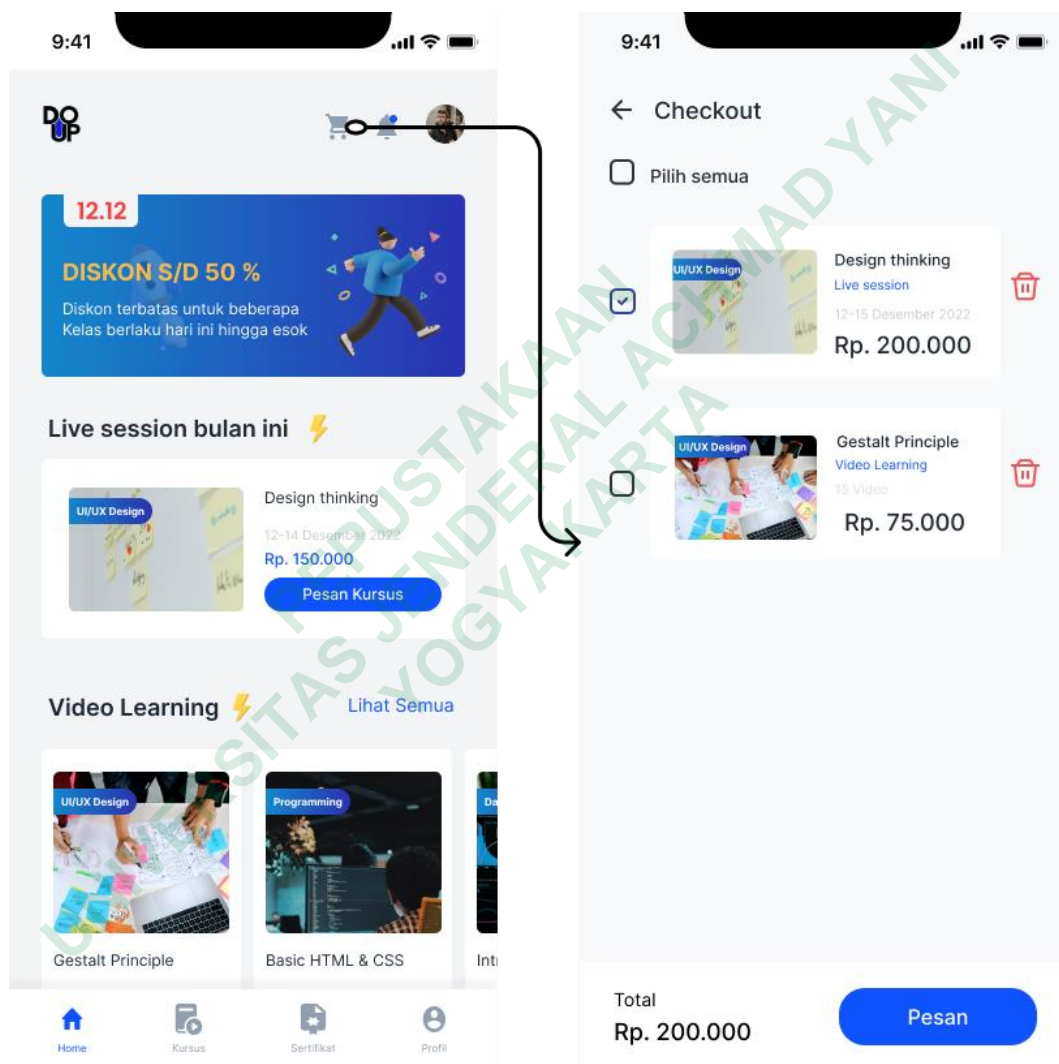 9:41
DO
UP
12.12
DISKON S/D 50 %
Diskon terbatas untuk beberapa
Kelas berlaku hari ini hingga esok
Live session bulan ini
UI/UX Design
Design thinking
12-14 Desember 2022
Rp. 150.000
Pesan Kursus
Video Learning
Lihat Semua
UI/UX Design
Programming
Da
Gestalt Principle
Basic HTML & CSS
Int
Home
Kursus
Sertifikat
Profil
9:41
Checkout
Pilih semua
UI/UX Design
Design thinking
Live session
12-15 Desember 2022
Rp. 200.000
UI/UX Design
Gestalt Principle
Video Learning
15 Video
Rp. 75.000
Total
Rp. 200.000
Pesan
PERPUSTAKAAN
UNIVERSITAS JENDERAL ACHMAD YANI
YOGYAKARTA